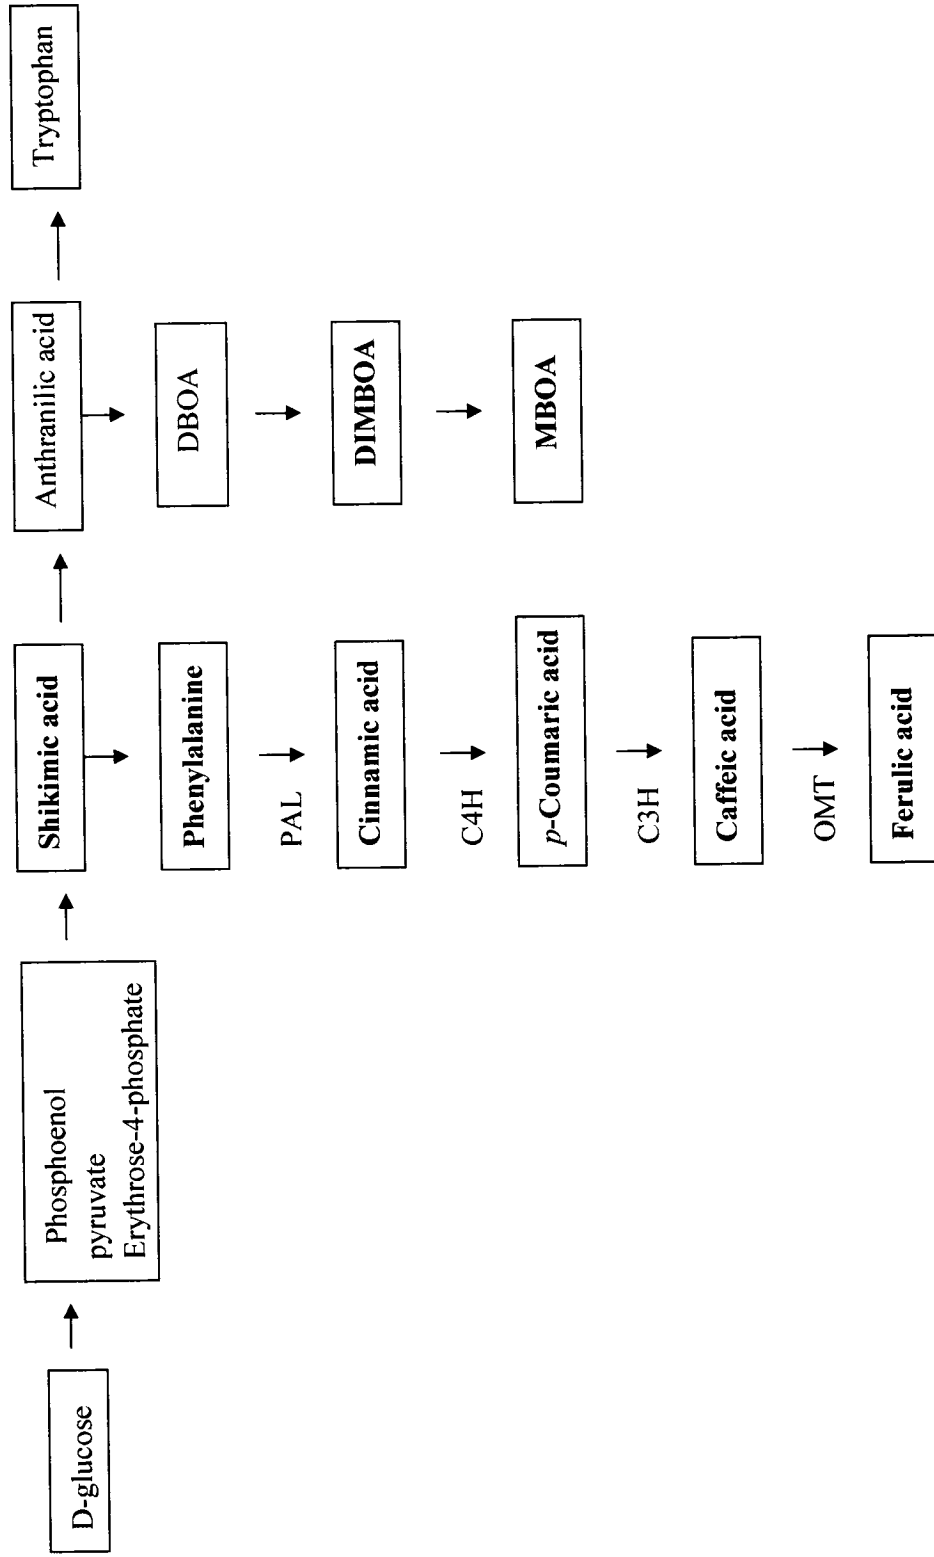 D-glucose
Phosphoenol
pyruvate
Erythrose-4-phosphate
Shikimic acid
Phenylalanine
PAL
Cinnamic acid
C4H
p-Coumaric acid
C3H
Caffeic acid
OMT
Ferulic acid
Anthranilic acid
DBOA
DIMBOA
MBOA
Tryptophan